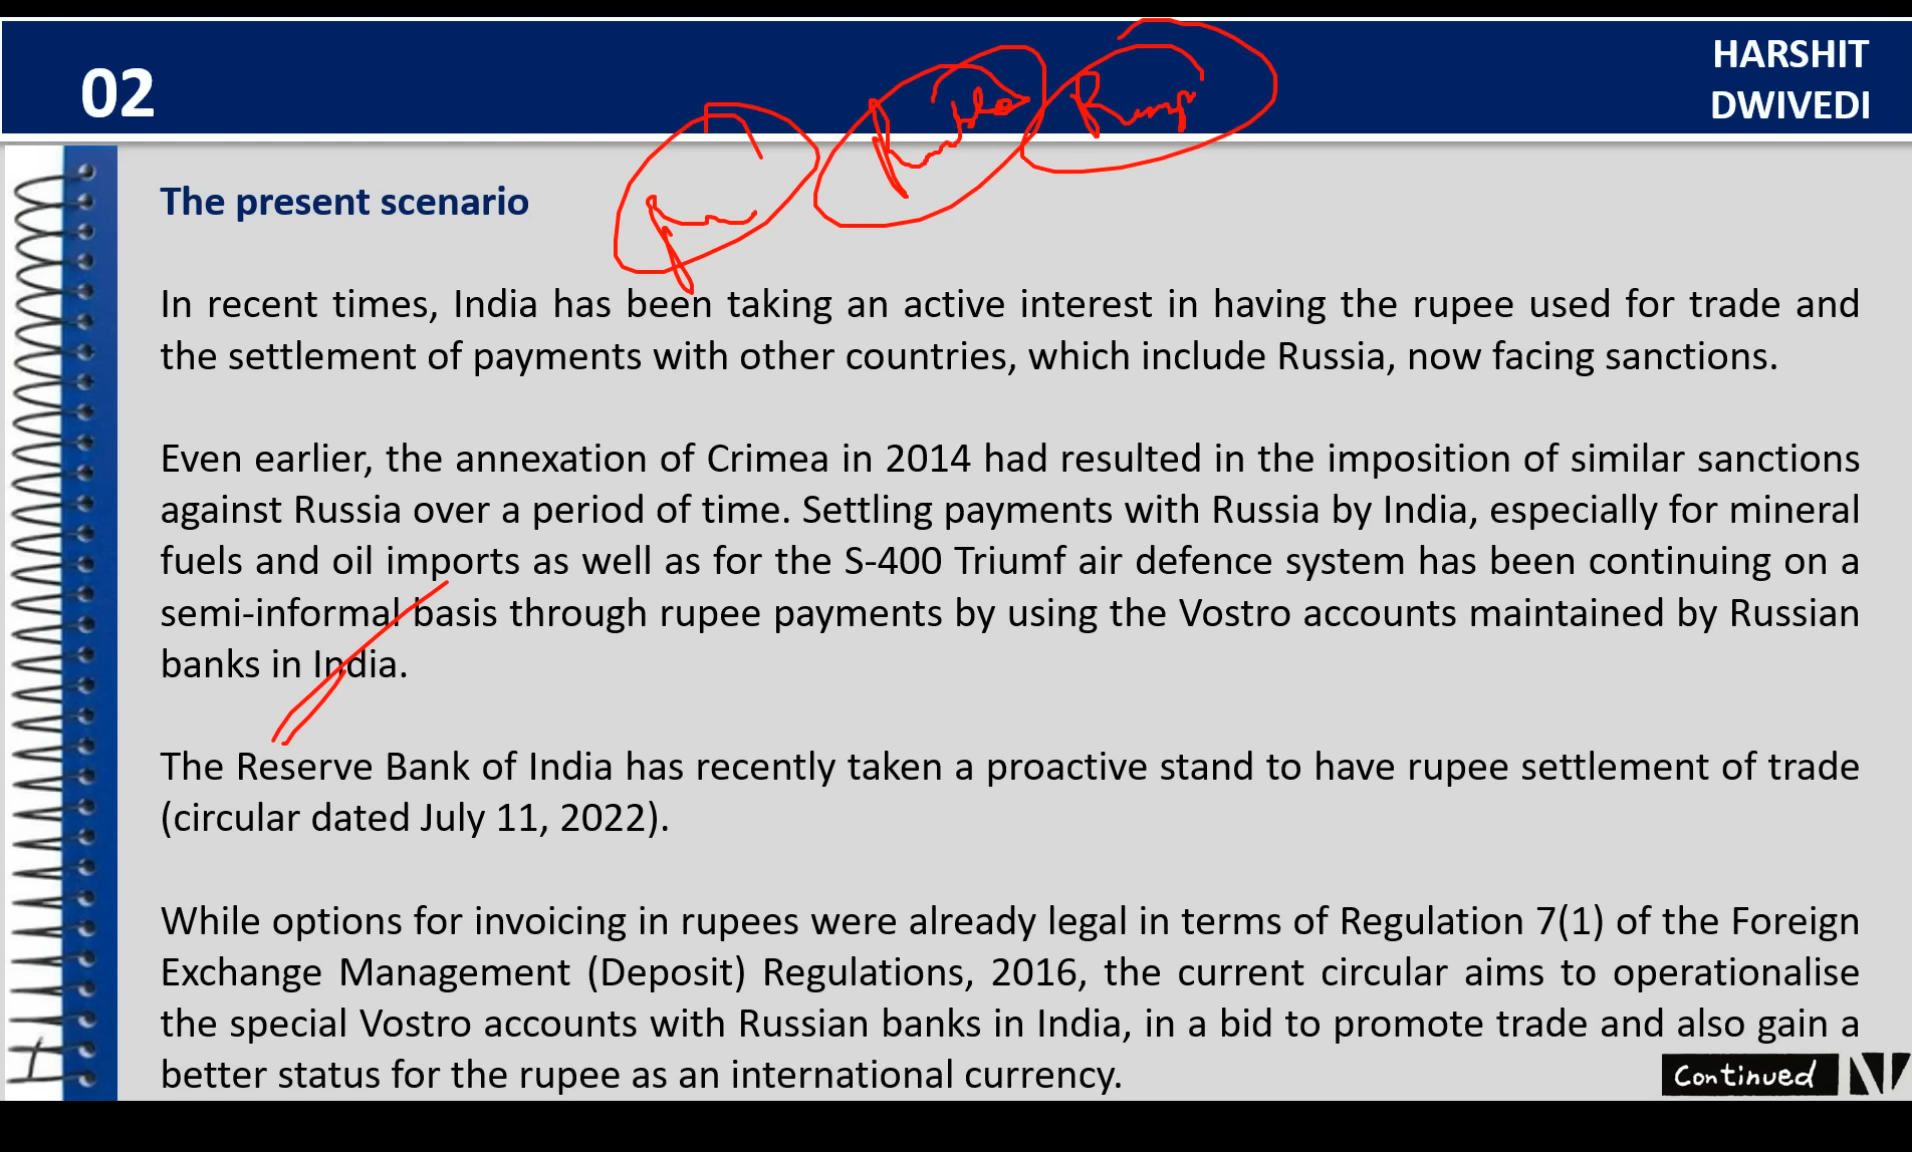 02
HARSHIT
DWIVEDI
The present scenario
In recent times, India has been taking an active interest in having the rupee used for trade and
the settlement of payments with other countries, which include Russia, now facing sanctions.
Even earlier, the annexation of Crimea in 2014 had resulted in the imposition of similar sanctions
against Russia over a period of time. Settling payments with Russia by India, especially for mineral
fuels and oil imports as well as for the S-400 Triumf air defence system has been continuing on a
semi-informal basis through rupee payments by using the Vostro accounts maintained by Russian
banks in India.
The Reserve Bank of India has recently taken a proactive stand to have rupee settlement of trade
(circular dated July 11, 2022).
While options for invoicing in rupees were already legal in terms of Regulation 7(1) of the Foreign
Exchange Management (Deposit) Regulations, 2016, the current circular aims to operationalise
the special Vostro accounts with Russian banks in India, in a bid to promote trade and also gain a
better status for the rupee as an international currency.
Continued